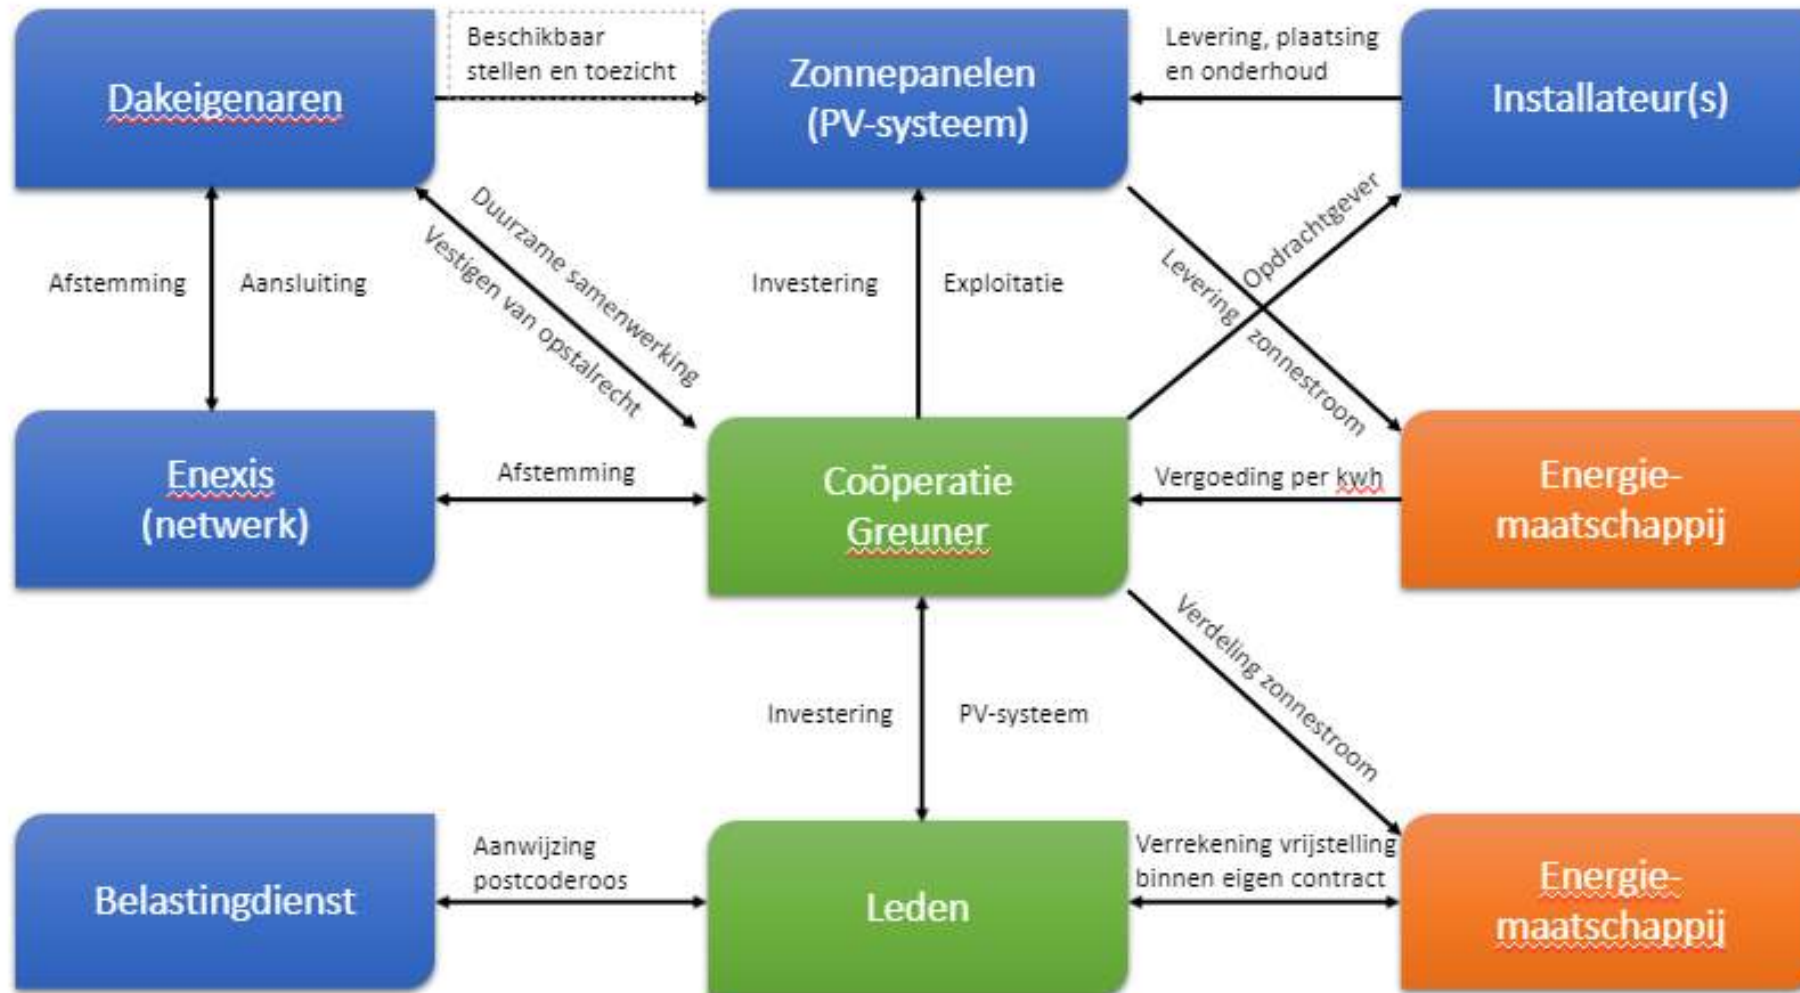 Dakeigenaren
Beschikbaar
stellen en toezicht
Zonnepanelen
(PV-systeem)
Levering, plaatsing
en onderhoud
Installateur(s)
Afstemming
Aansluiting
Duurzame samenwerking
Vestigen van opstalrecht
Investering
Exploitatie
Opdrachtgever
Levering zonnestroom
Enexis
(netwerk)
Afstemming
Coöperatie
Greuner
Vergoeding per kwh
Energie-
maatschappij
Investering
PV-systeem
Verdeling zonnestroom
Belastingdienst
Aanwijzing
postcoderoos
Leden
Verrekening vrijstelling
binnen eigen contract
Energie-
maatschappij